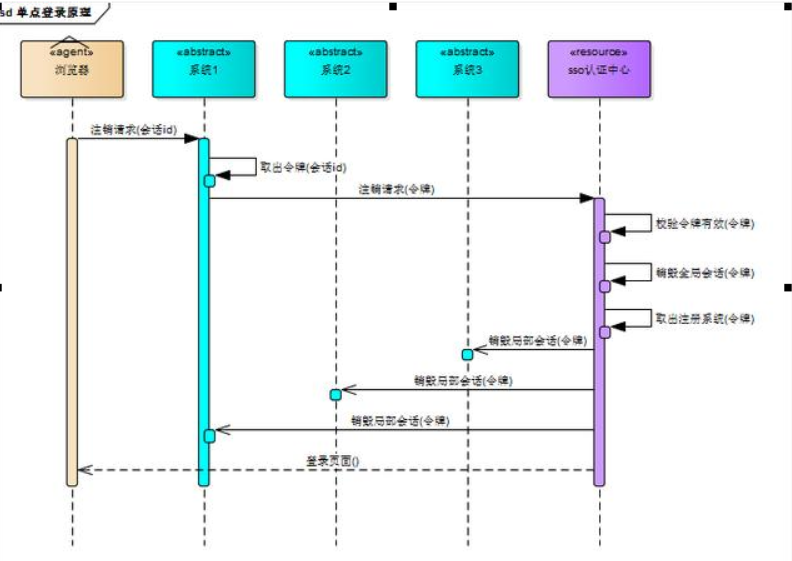 sd 单点登录原理
«agent»
浏览器
«abstract»
系统1
«abstract»
系统2
«abstract»
系统3
«resource»
sso认证中心
注销请求(会话id)
取出令牌(会话id)
注销请求(令牌)
校验令牌有效(令牌)
销毁全局会话(令牌)
取出注册系统(令牌)
销毁局部会话(令牌)
销毁局部会话(令牌)
销毁局部会话(令牌)
登录页面()